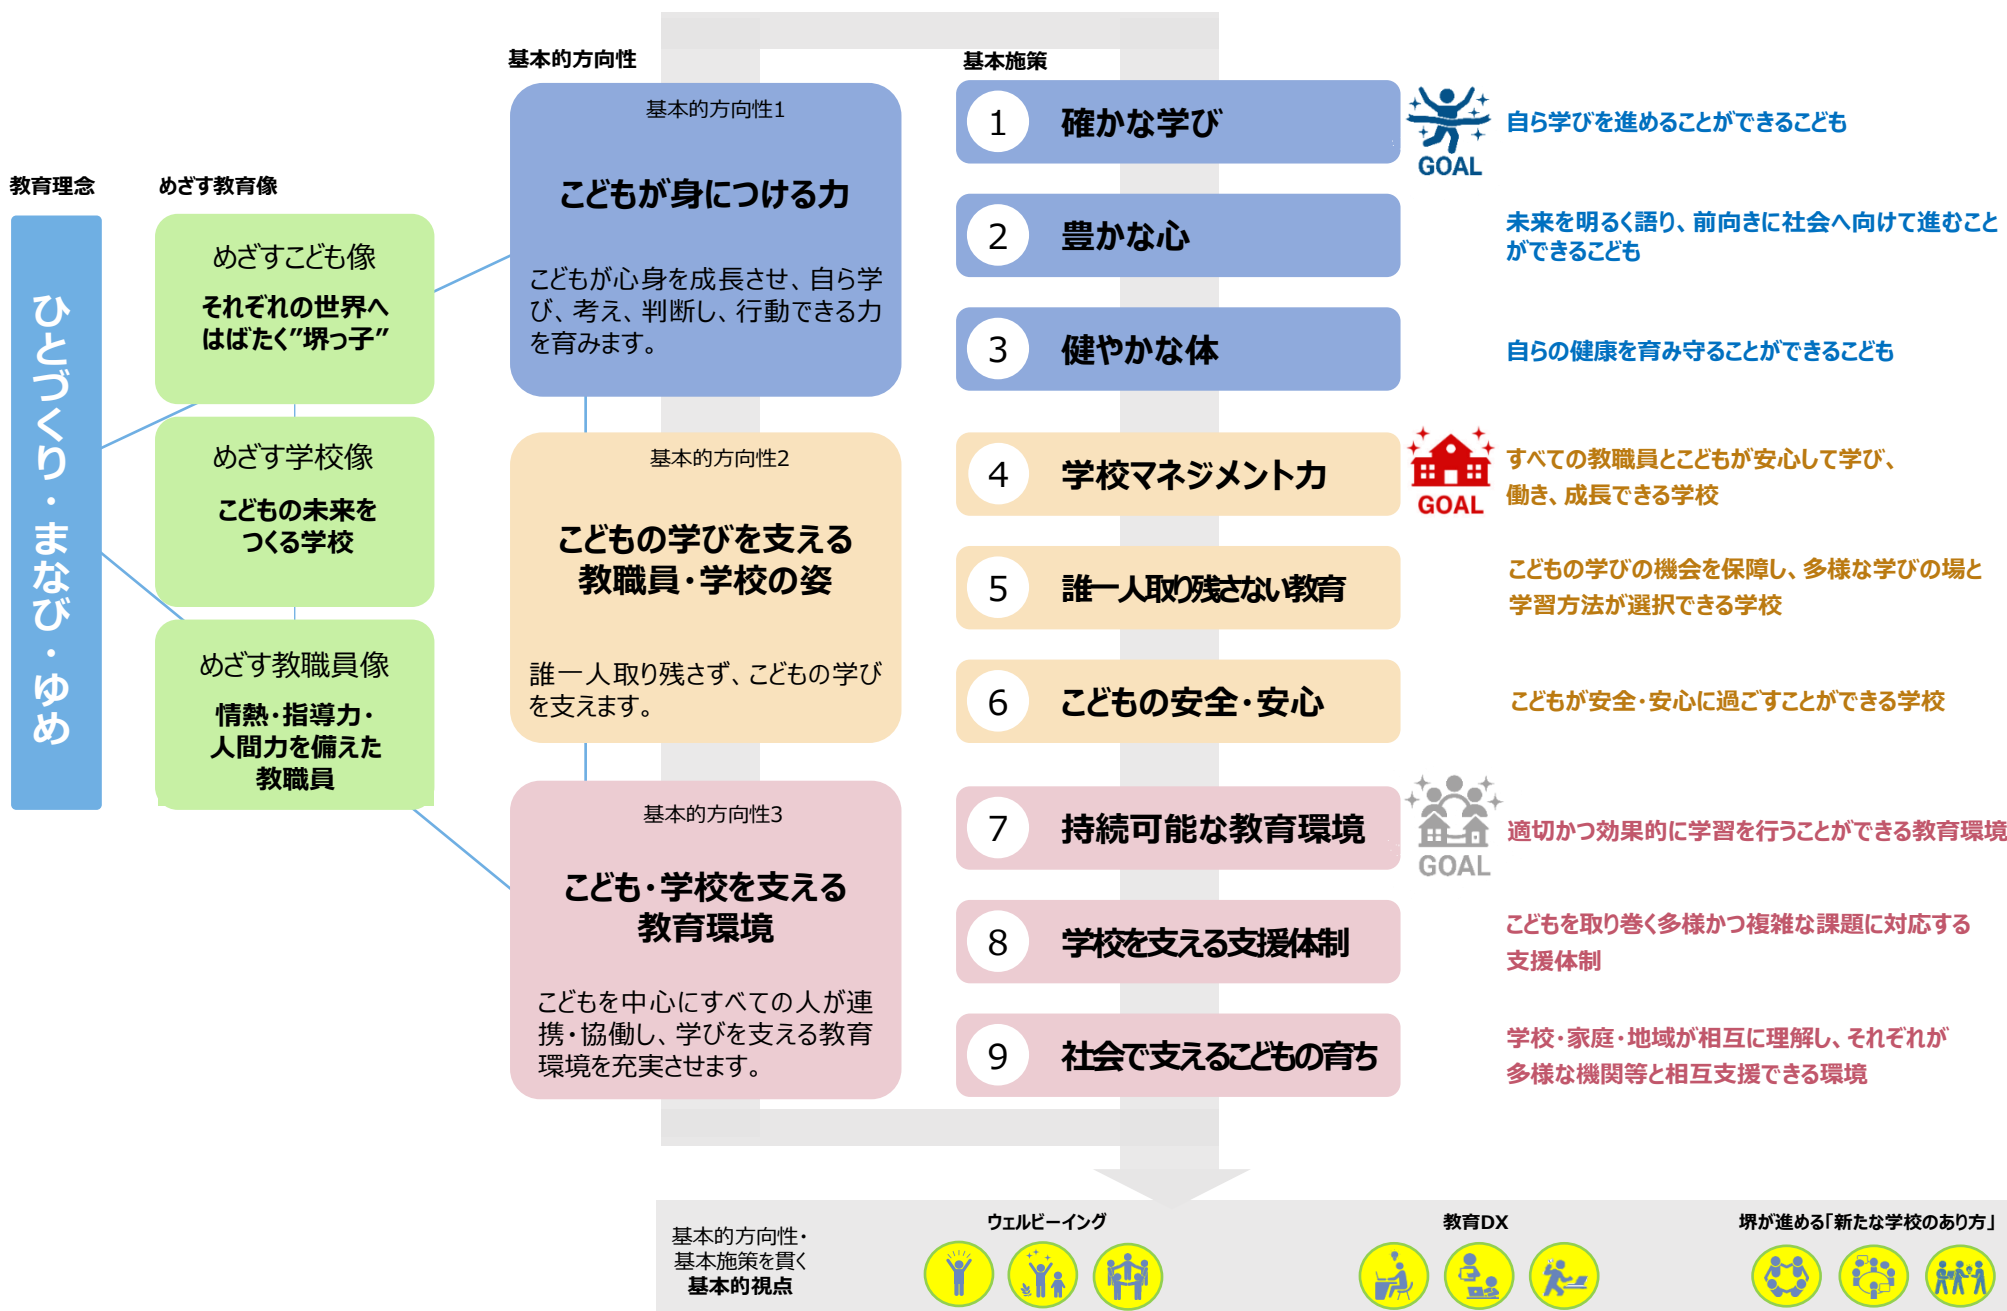 教育理念
ひとづくり・まなび・ゆめ
めざす教育像
めざすこども像
それぞれの世界へ
はばたく”堺っ子”
めざす学校像
こどもの未来を
つくる学校
めざす教職員像
情熱・指導力・
人間力を備えた
教職員
基本的方向性
基本的方向性1
こどもが身につける力
こどもが心身を成長させ、自ら学
び、考え、判断し、行動できる力
を育みます。
基本的方向性2
こどもの学びを支える
教職員・学校の姿
誰一人取り残さず、こどもの学び
を支えます。
基本的方向性3
こども・学校を支える
教育環境
こどもを中心にすべての人が連
携・協働し、学びを支える教育
環境を充実させます。
基本施策
1 確かな学び
GOAL
自ら学びを進めることができるこども
2 豊かな心
未来を明るく語り、前向きに社会へ向けて進むこと
ができるこども
3 健やかな体
自らの健康を育み守ることができるこども
4 学校マネジメント力
GOAL
すべての教職員とこどもが安心して学び、
働き、成長できる学校
5 誰一人取り残さない教育
こどもの学びの機会を保障し、多様な学びの場と
学習方法が選択できる学校
6 こどもの安全・安心
こどもが安全・安心に過ごすことができる学校
7 持続可能な教育環境
GOAL
適切かつ効果的に学習を行うことができる教育環境
8 学校を支える支援体制
こどもを取り巻く多様かつ複雑な課題に対応する
支援体制
9 社会で支えるこどもの育ち
学校・家庭・地域が相互に理解し、それぞれが
多様な機関等と相互支援できる環境
基本的方向性・
基本施策を貫く
基本的視点
ウェルビーイング
教育DX
堺が進める「新たな学校のあり方」